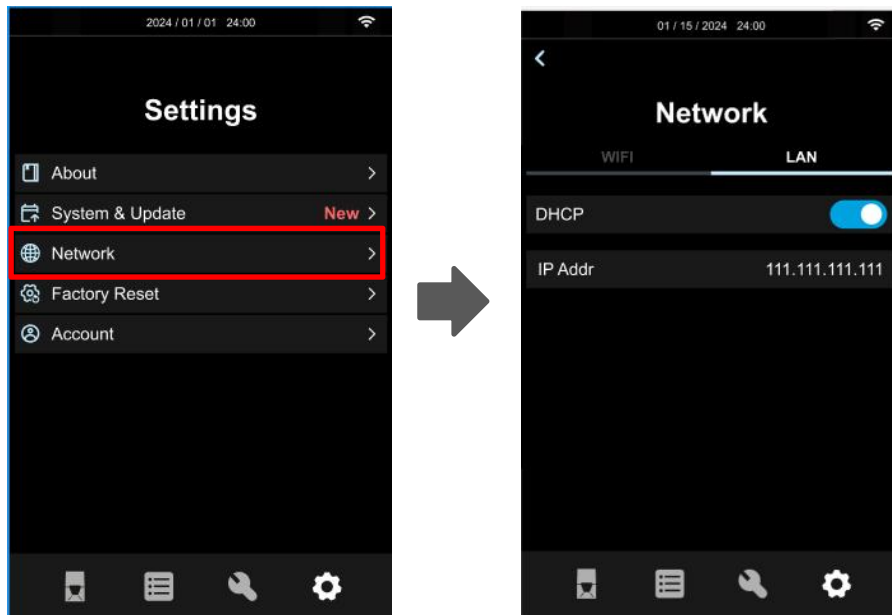 2024 / 01 / 01 24:00
Settings
About
System & Update New
Network
Factory Reset
Account
01 / 15 / 2024 24:00
Network
WIFI LAN
DHCP
IP Addr 111.111.111.111